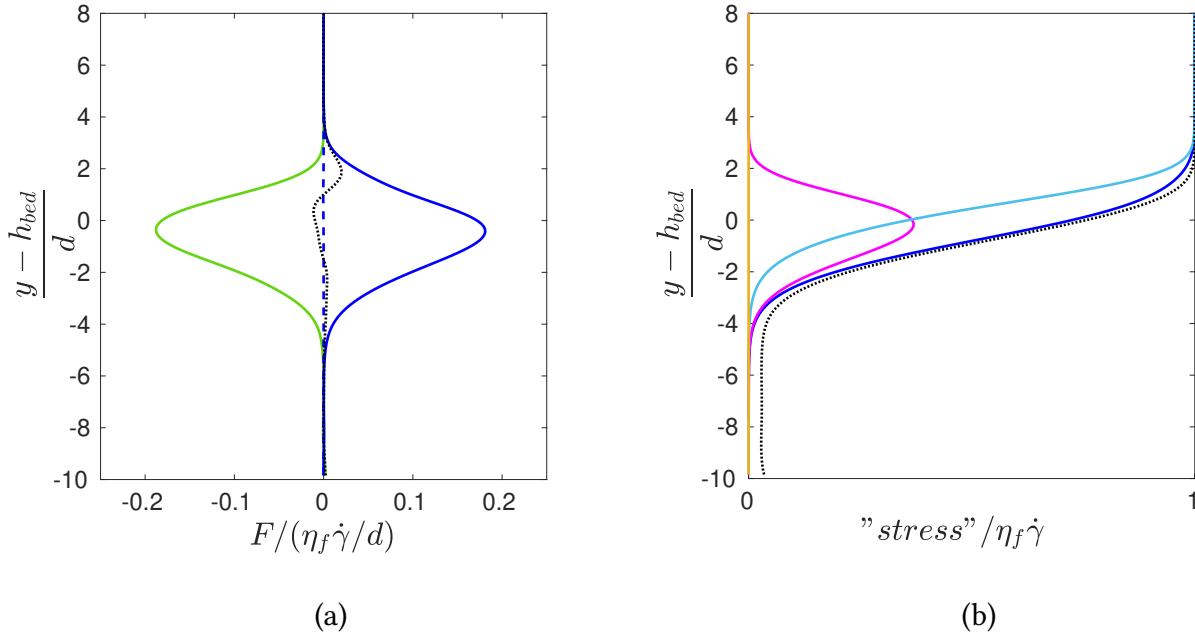 8
6
4
2
0
-2
-4
-6
-8
-10
y − h_bed
d
-0.2 -0.1 0 0.1 0.2
F/(η_f γ̇/d)
(a)
8
6
4
2
0
-2
-4
-6
-8
-10
y − h_bed
d
0 1
"stress"/η_f γ̇
(b)